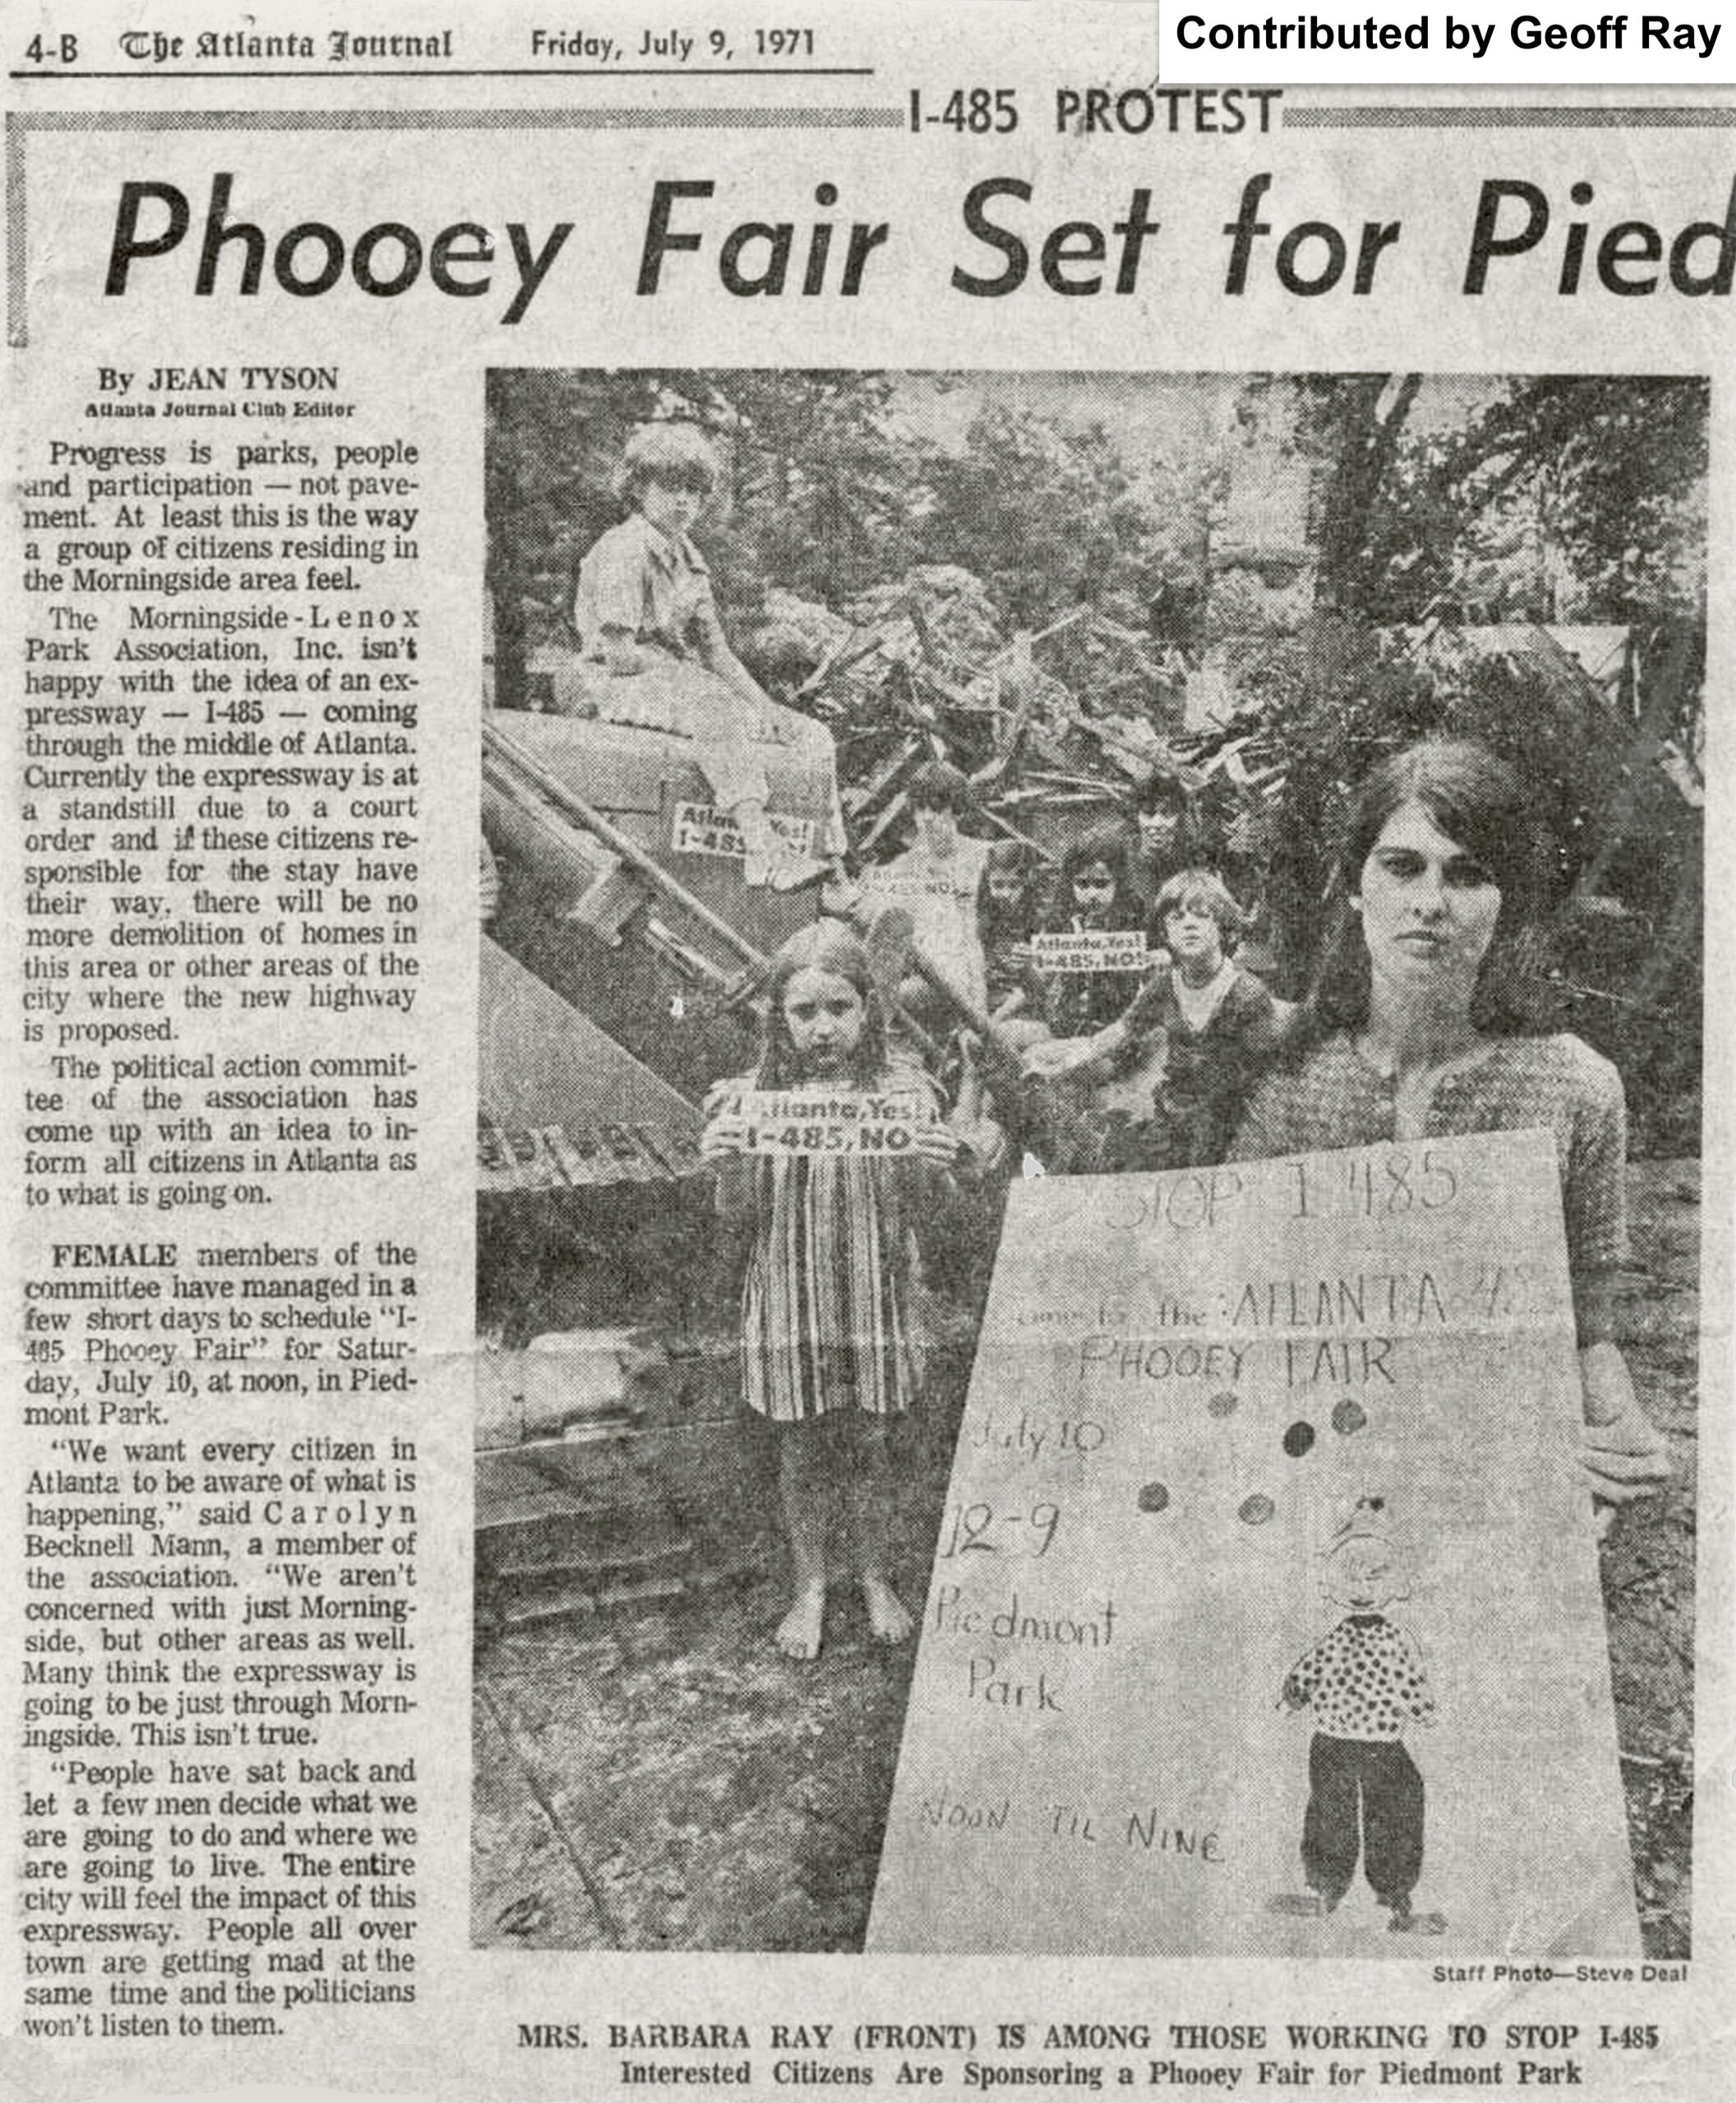 4-B The Atlanta Journal Friday, July 9, 1971
Contributed by Geoff Ray
I-485 PROTEST
Phooey Fair Set for Pied
By JEAN TYSON
Atlanta Journal Club Editor
Progress is parks, people
and participation — not pave-
ment. At least this is the way
a group of citizens residing in
the Morningside area feel.
The Morningside-Lenox
Park Association, Inc. isn't
happy with the idea of an ex-
pressway — I-485 — coming
through the middle of Atlanta.
Currently the expressway is at
a standstill due to a court
order and if these citizens re-
sponsible for the stay have
their way, there will be no
more demolition of homes in
this area or other areas of the
city where the new highway
is proposed.
The political action commit-
tee of the association has
come up with an idea to in-
form all citizens in Atlanta as
to what is going on.
FEMALE members of the
committee have managed in a
few short days to schedule "I-
485 Phooey Fair" for Satur-
day, July 10, at noon, in Pied-
mont Park.
"We want every citizen in
Atlanta to be aware of what is
happening," said Carolyn
Becknell Mann, a member of
the association. "We aren't
concerned with just Morning-
side, but other areas as well.
Many think the expressway is
going to be just through Morn-
ingside. This isn't true.
"People have sat back and
let a few men decide what we
are going to do and where we
are going to live. The entire
city will feel the impact of this
expressway. People all over
town are getting mad at the
same time and the politicians
won't listen to them.
Yes!
I-485
Atlanta, Yes!
I-485, NO!
Atlanta, Yes!
I-485, NO
STOP I 485
the ATLANTA
PHOOEY FAIR
July 10
12-9
Piedmont
Park
NOON TIL NINE
Staff Photo—Steve Deal
MRS. BARBARA RAY (FRONT) IS AMONG THOSE WORKING TO STOP I-485
Interested Citizens Are Sponsoring a Phooey Fair for Piedmont Park